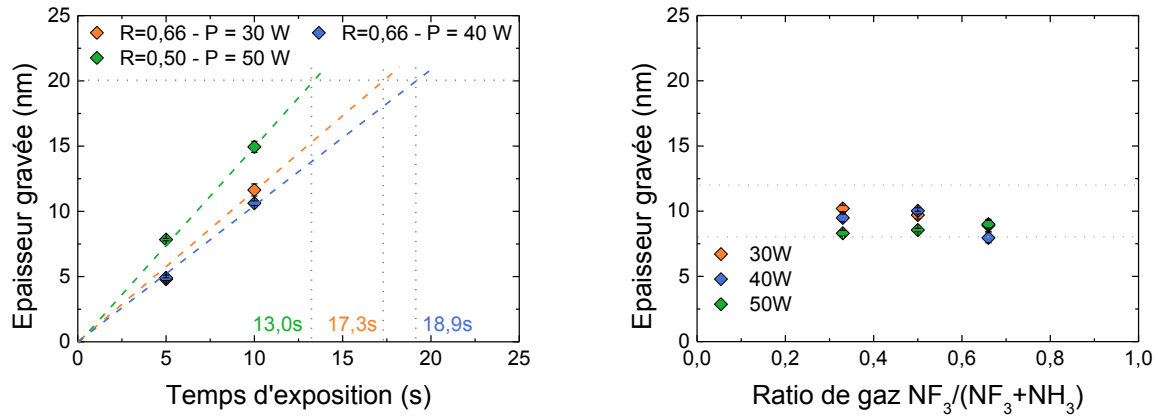 R=0,66 - P = 30 W
R=0,66 - P = 40 W
R=0,50 - P = 50 W
25
20
15
10
5
0
Epaisseur gravée (nm)
13,0s
17,3s
18,9s
0
5
10
15
20
25
Temps d'exposition (s)
25
20
15
10
5
0
Epaisseur gravée (nm)
30W
40W
50W
0,0
0,2
0,4
0,6
0,8
1,0
Ratio de gaz NF₃/(NF₃+NH₃)